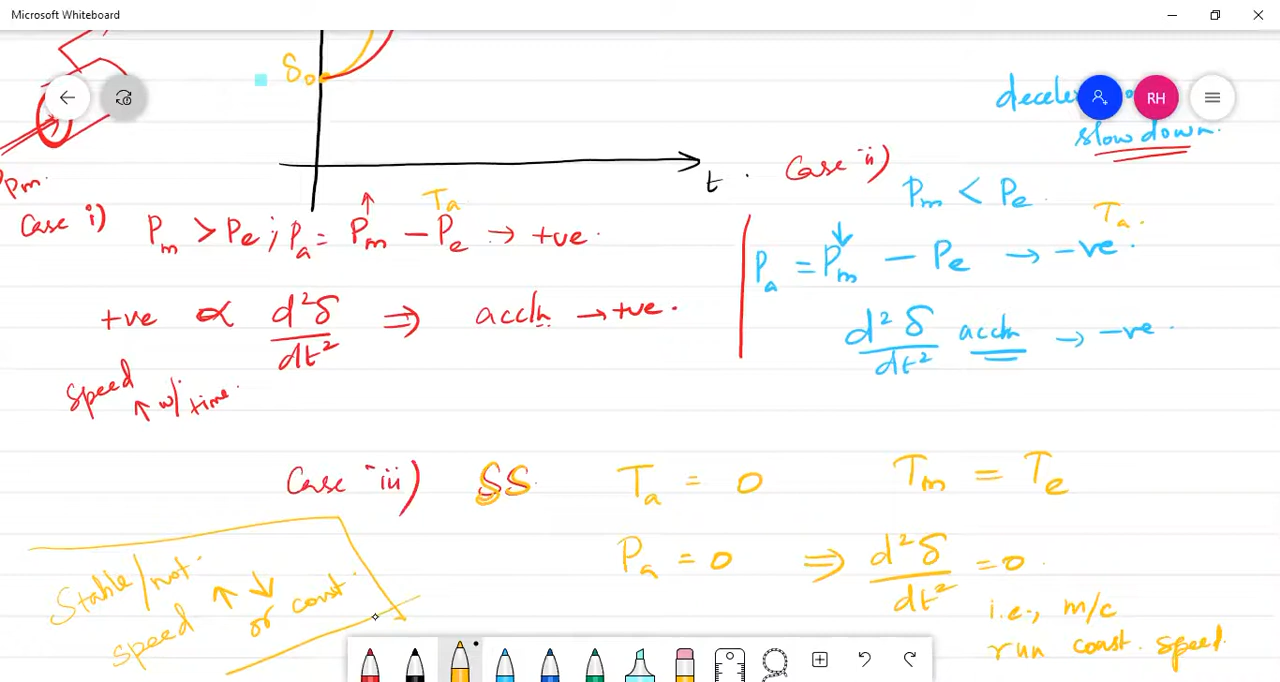 Microsoft Whiteboard
δ₀
decele
RH
slow down.
t.
Case ii)
Pm.
Case i) Pm > Pe ; Pa = Pm ↑ - Pe → +ve.
Ta
Pm < Pe.
Ta.
Pa = Pm ↓ - Pe → -ve.
+ve ∝ d²δ/dt² ⇒ accln → +ve.
d²δ/dt² accln → -ve.
speed ↑ w/ time.
Case iii) SS. Ta = 0 Tm = Te
Pa = 0 ⇒ d²δ/dt² = 0.
i.e., m/c
run const. speed.
Stable/not.
speed ↑ ↓ or const.